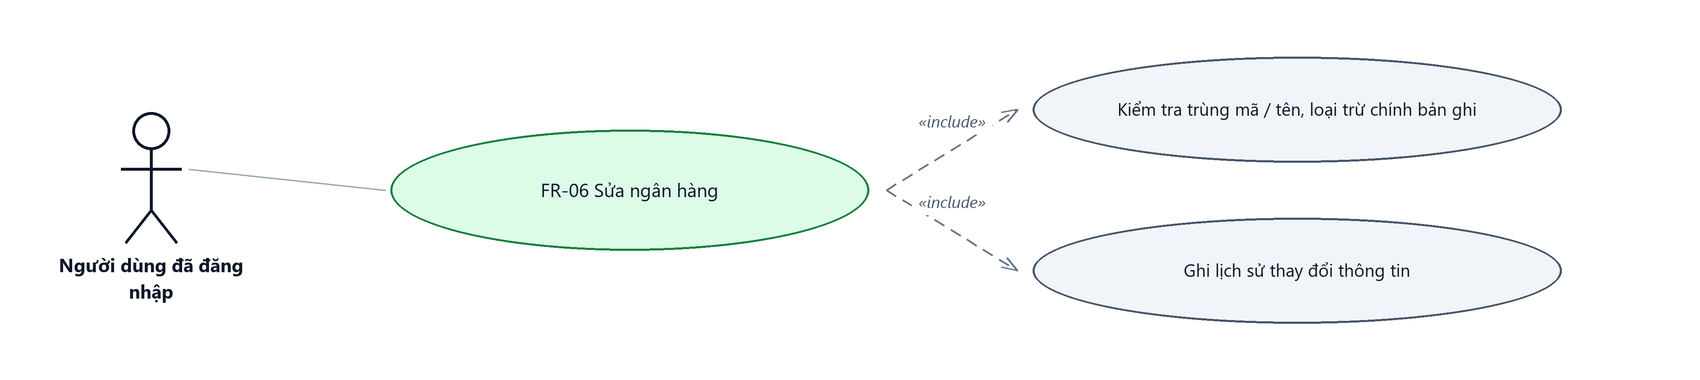 Người dùng đã đăng
nhập
FR-06 Sửa ngân hàng
«include»
«include»
Kiểm tra trùng mã / tên, loại trừ chính bản ghi
Ghi lịch sử thay đổi thông tin